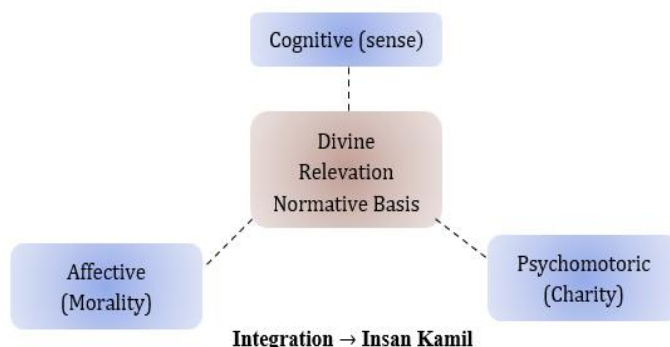 Cognitive (sense)
Divine
Relevation
Normative Basis
Affective
(Morality)
Psychomotoric
(Charity)
Integration → Insan Kamil